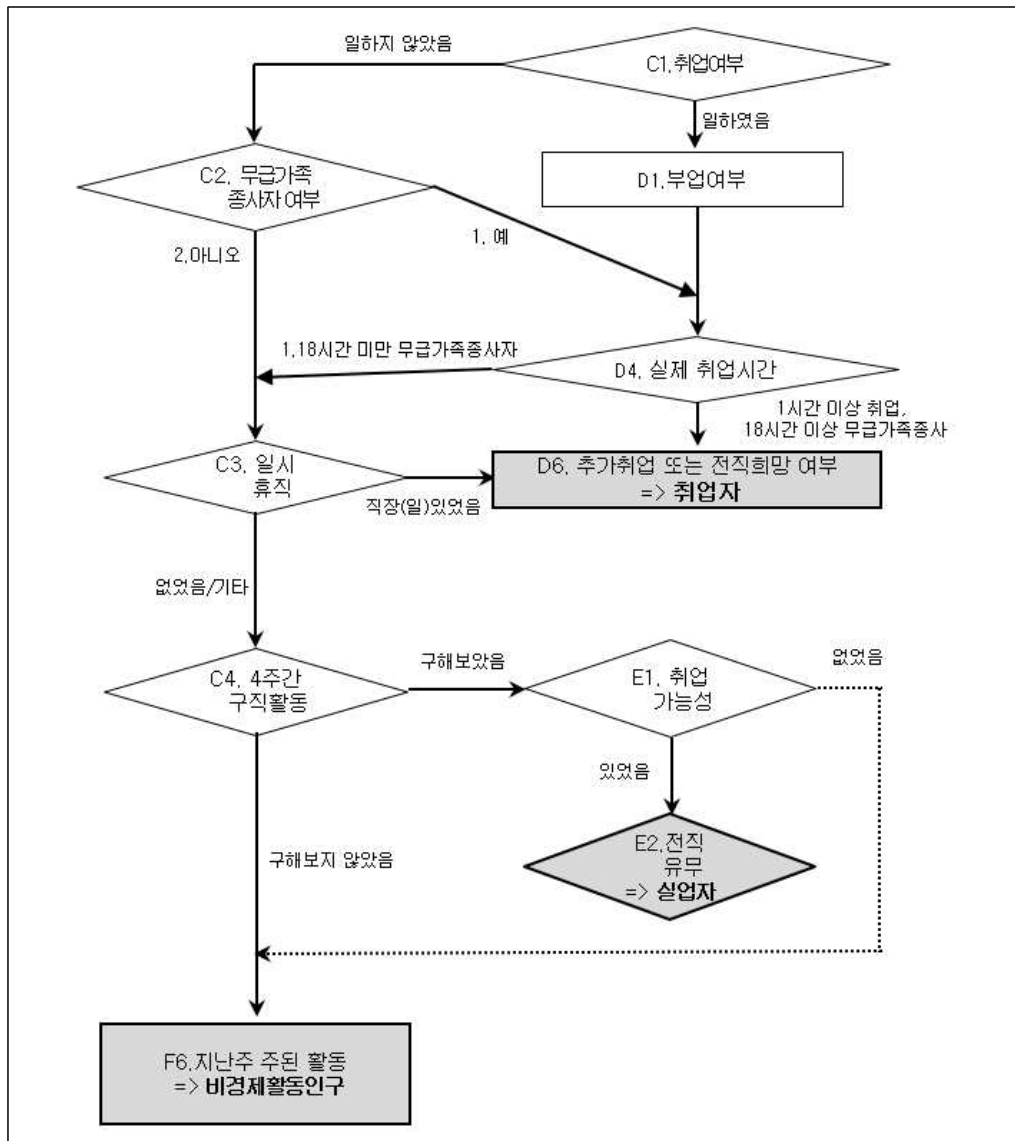 일하지 않았음
C1.취업여부
일하였음
C2. 무급가족
종사자여부
D1.부업여부
1. 예
2.아니오
1.18시간 미만 무급가족종사자
D4. 실제 취업시간
1시간 이상 취업,
18시간 이상 무급가족종사
C3. 일시
휴직
직장(일)있었음
D6. 추가취업 또는 전직희망 여부
=> 취업자
없었음/기타
C4. 4주간
구직활동
구해보았음
E1. 취업
가능성
없었음
있었음
E2.전직
유무
=> 실업자
구해보지 않았음
F6.지난주 주된 활동
=> 비경제활동인구